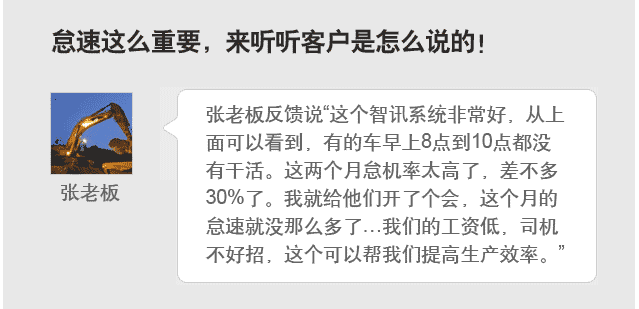 怠速这么重要，来听听客户是怎么说的！
张老板反馈说“这个智讯系统非常好，从上
面可以看到，有的车早上8点到10点都没
有干活。这两个月怠机率太高了，差不多
30%了。我就给他们开了个会，这个月的
怠速就没那么多了…我们的工资低，司机
不好招，这个可以帮我们提高生产效率。”
张老板